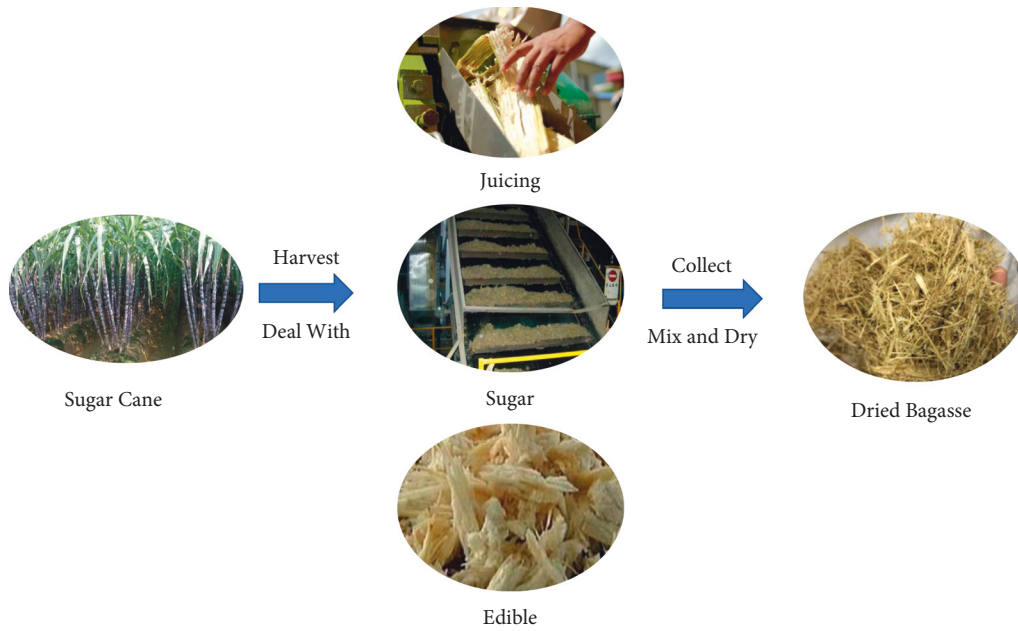 Juicing
Harvest
Deal With
Collect
Mix and Dry
Sugar Cane
Sugar
Dried Bagasse
Edible